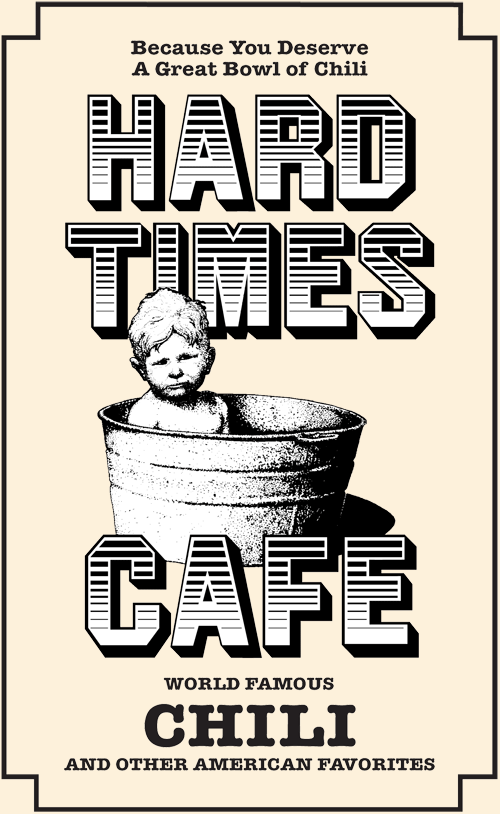 Because You Deserve
A Great Bowl of Chili
HARD
TIMES
CAFE
WORLD FAMOUS
CHILI
AND OTHER AMERICAN FAVORITES